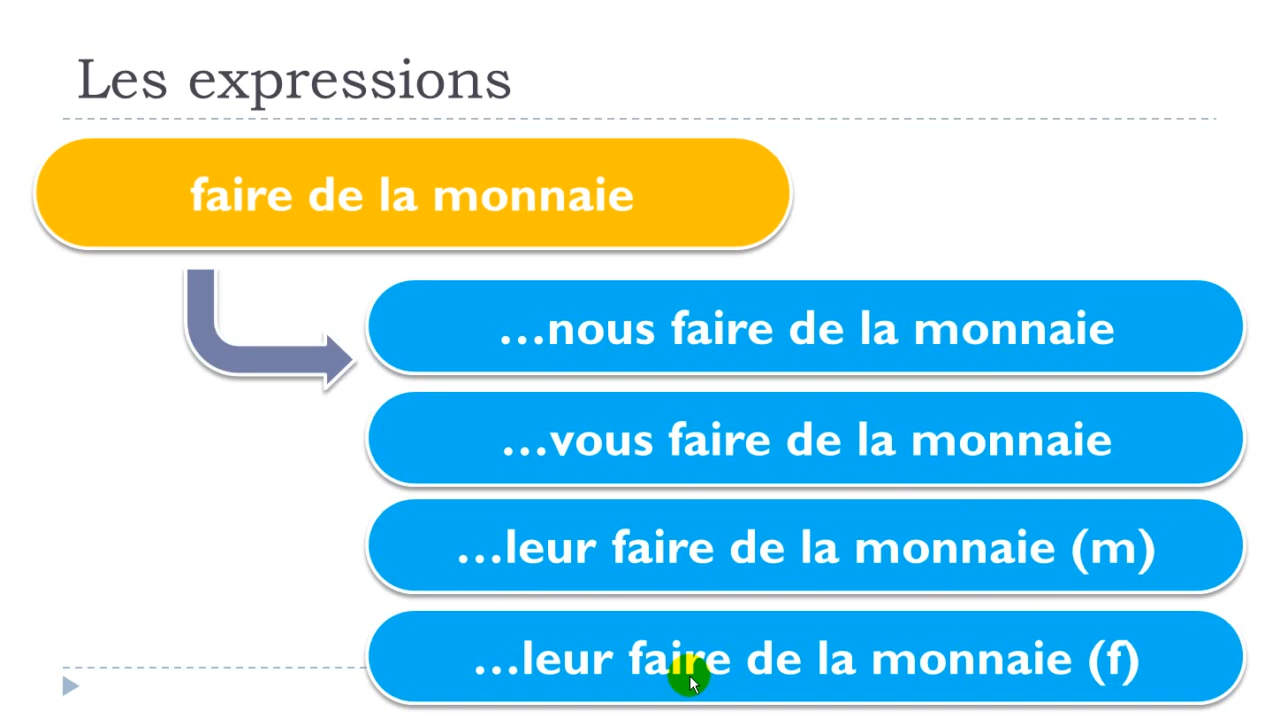 Les expressions
faire de la monnaie
...nous faire de la monnaie
...vous faire de la monnaie
...leur faire de la monnaie (m)
...leur faire de la monnaie (f)